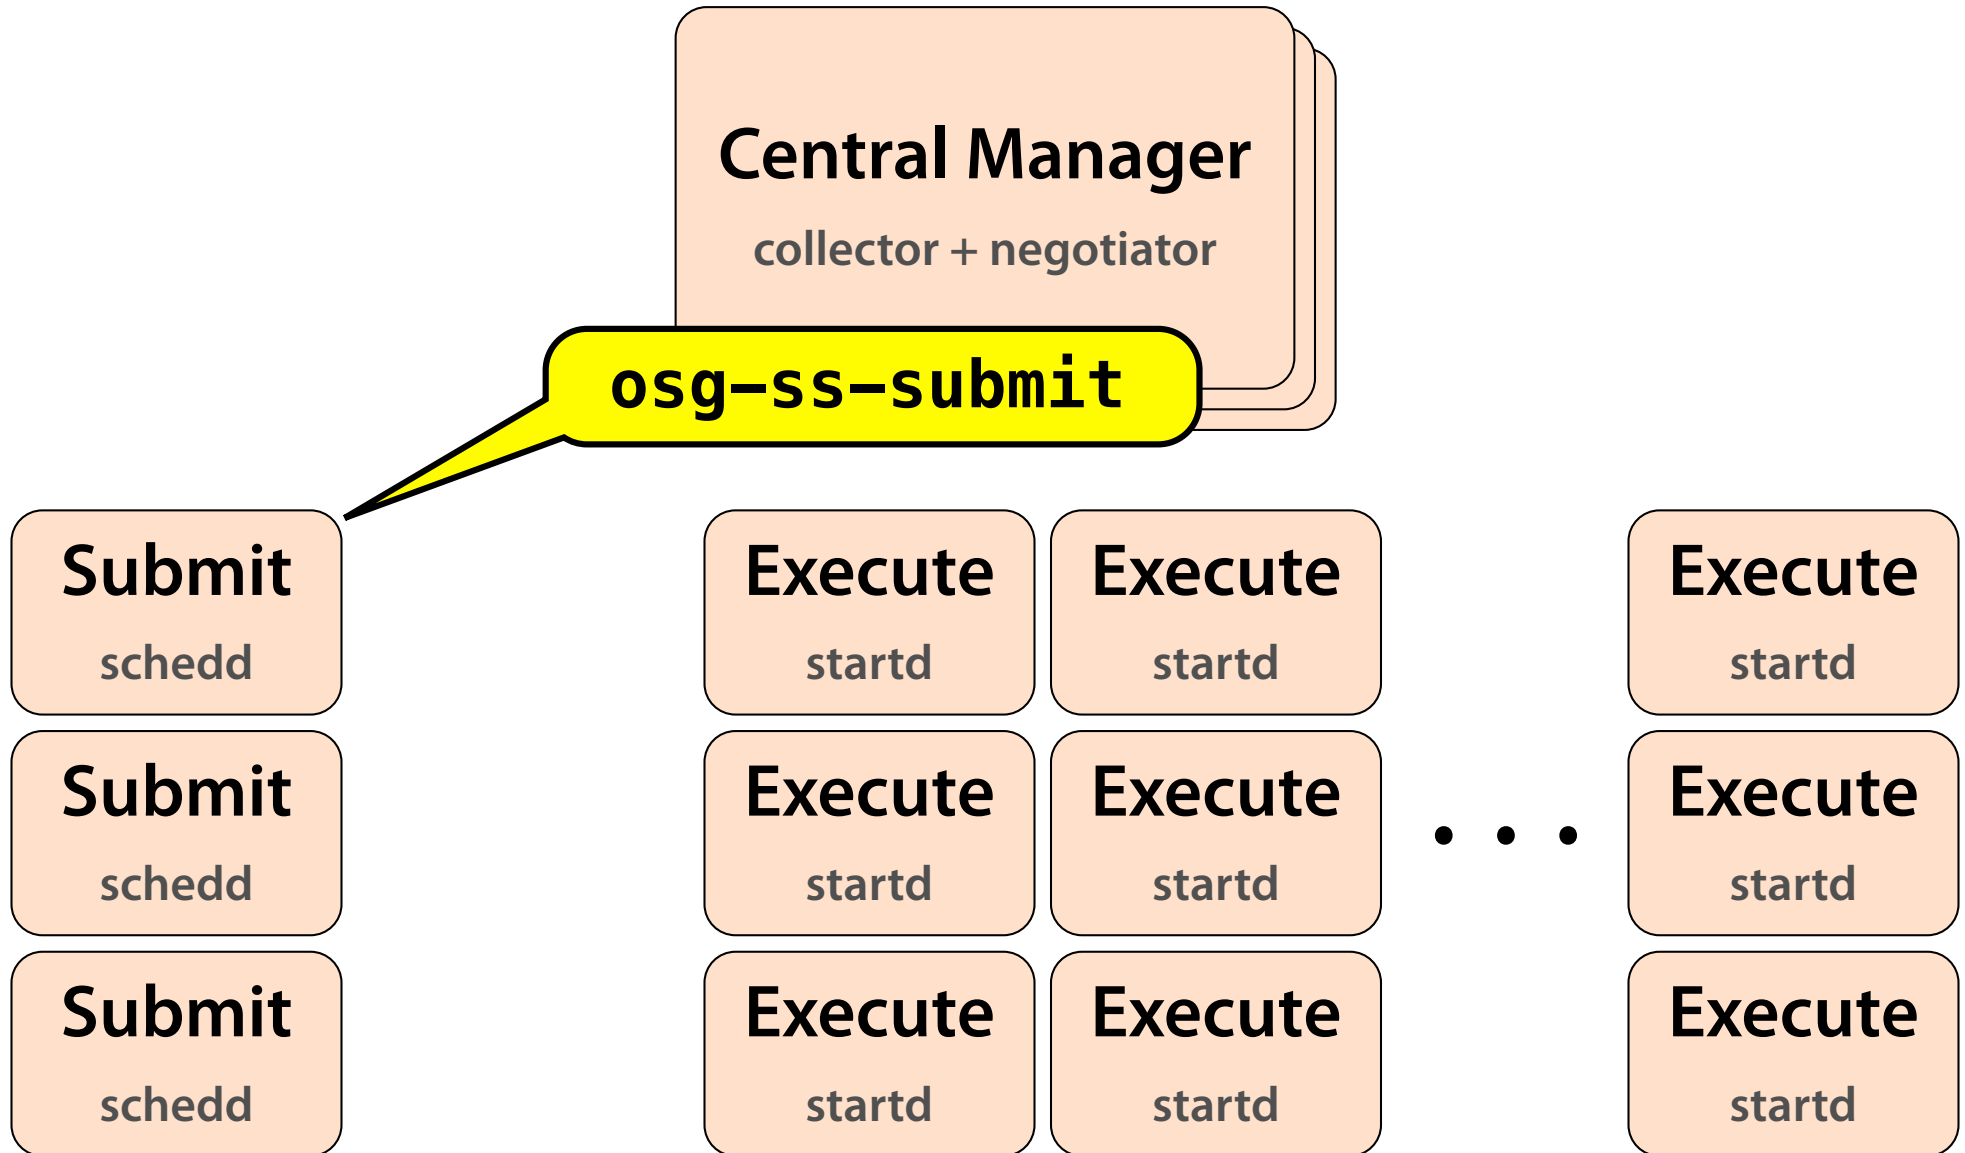 Central Manager
collector + negotiator
osg-ss-submit
Submit
schedd
Execute
startd
Execute
startd
Execute
startd
Submit
schedd
Execute
startd
Execute
startd
. . .
Execute
startd
Submit
schedd
Execute
startd
Execute
startd
Execute
startd